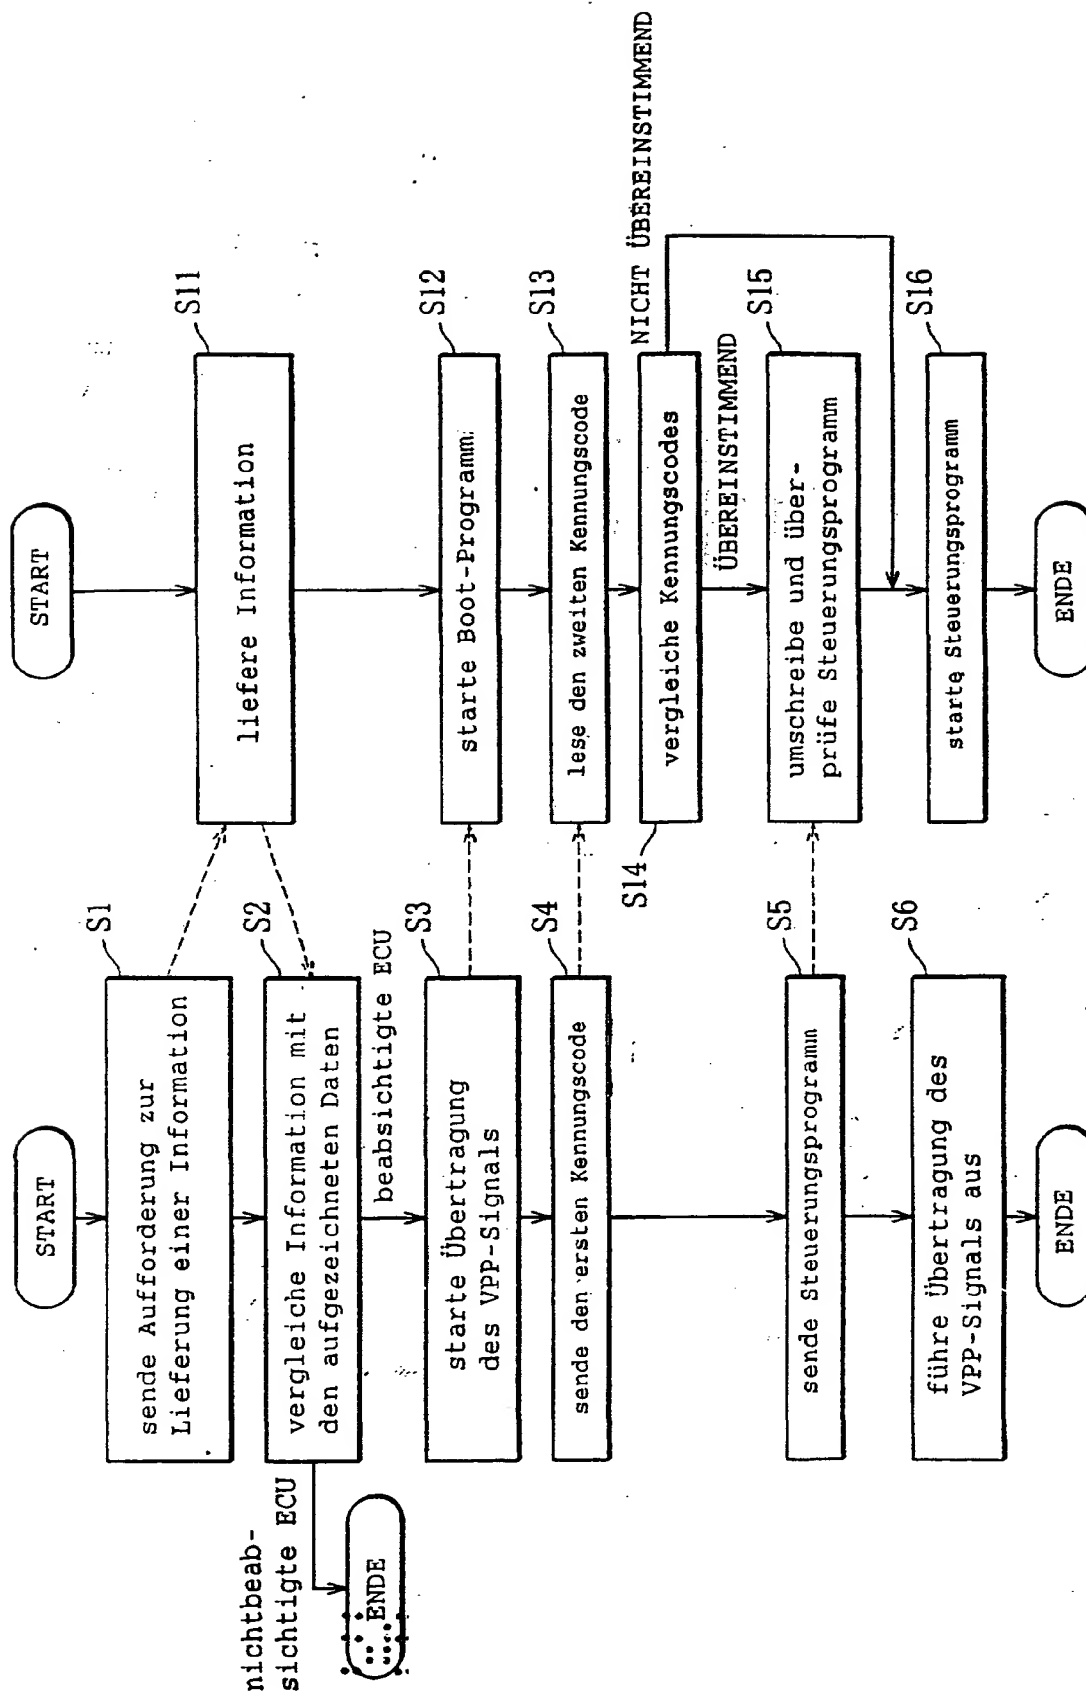 START
sende Aufforderung zur
Lieferung einer Information
S1
vergleiche Information mit
den aufgezeichneten Daten
S2
nichtbeab-
sichtigte ECU
ENDE
beabsichtigte ECU
starte Übertragung
des VPP-Signals
S3
sende den ersten Kennungscode
S4
sende Steuerungsprogramm
S5
führe Übertragung des
VPP-Signals aus
S6
ENDE
START
liefere Information
S11
starte Boot-Programm
S12
lese den zweiten Kennungscode
S13
vergleiche Kennungscodes
S14
NICHT ÜBEREINSTIMMEND
ÜBEREINSTIMMEND
umschreibe und über-
prüfe Steuerungsprogramm
S15
starte Steuerungsprogramm
S16
ENDE